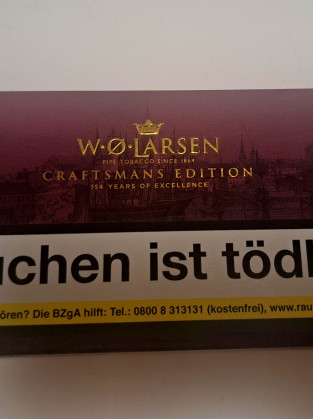 W·Ø·LARSEN
PIPE TOBACCO SINCE 1864
CRAFTSMANS EDITION
154 YEARS OF EXCELLENCE
uchen ist tödl
ören? Die BZgA hilft: Tel.: 0800 8 313131 (kostenfrei), www.rau